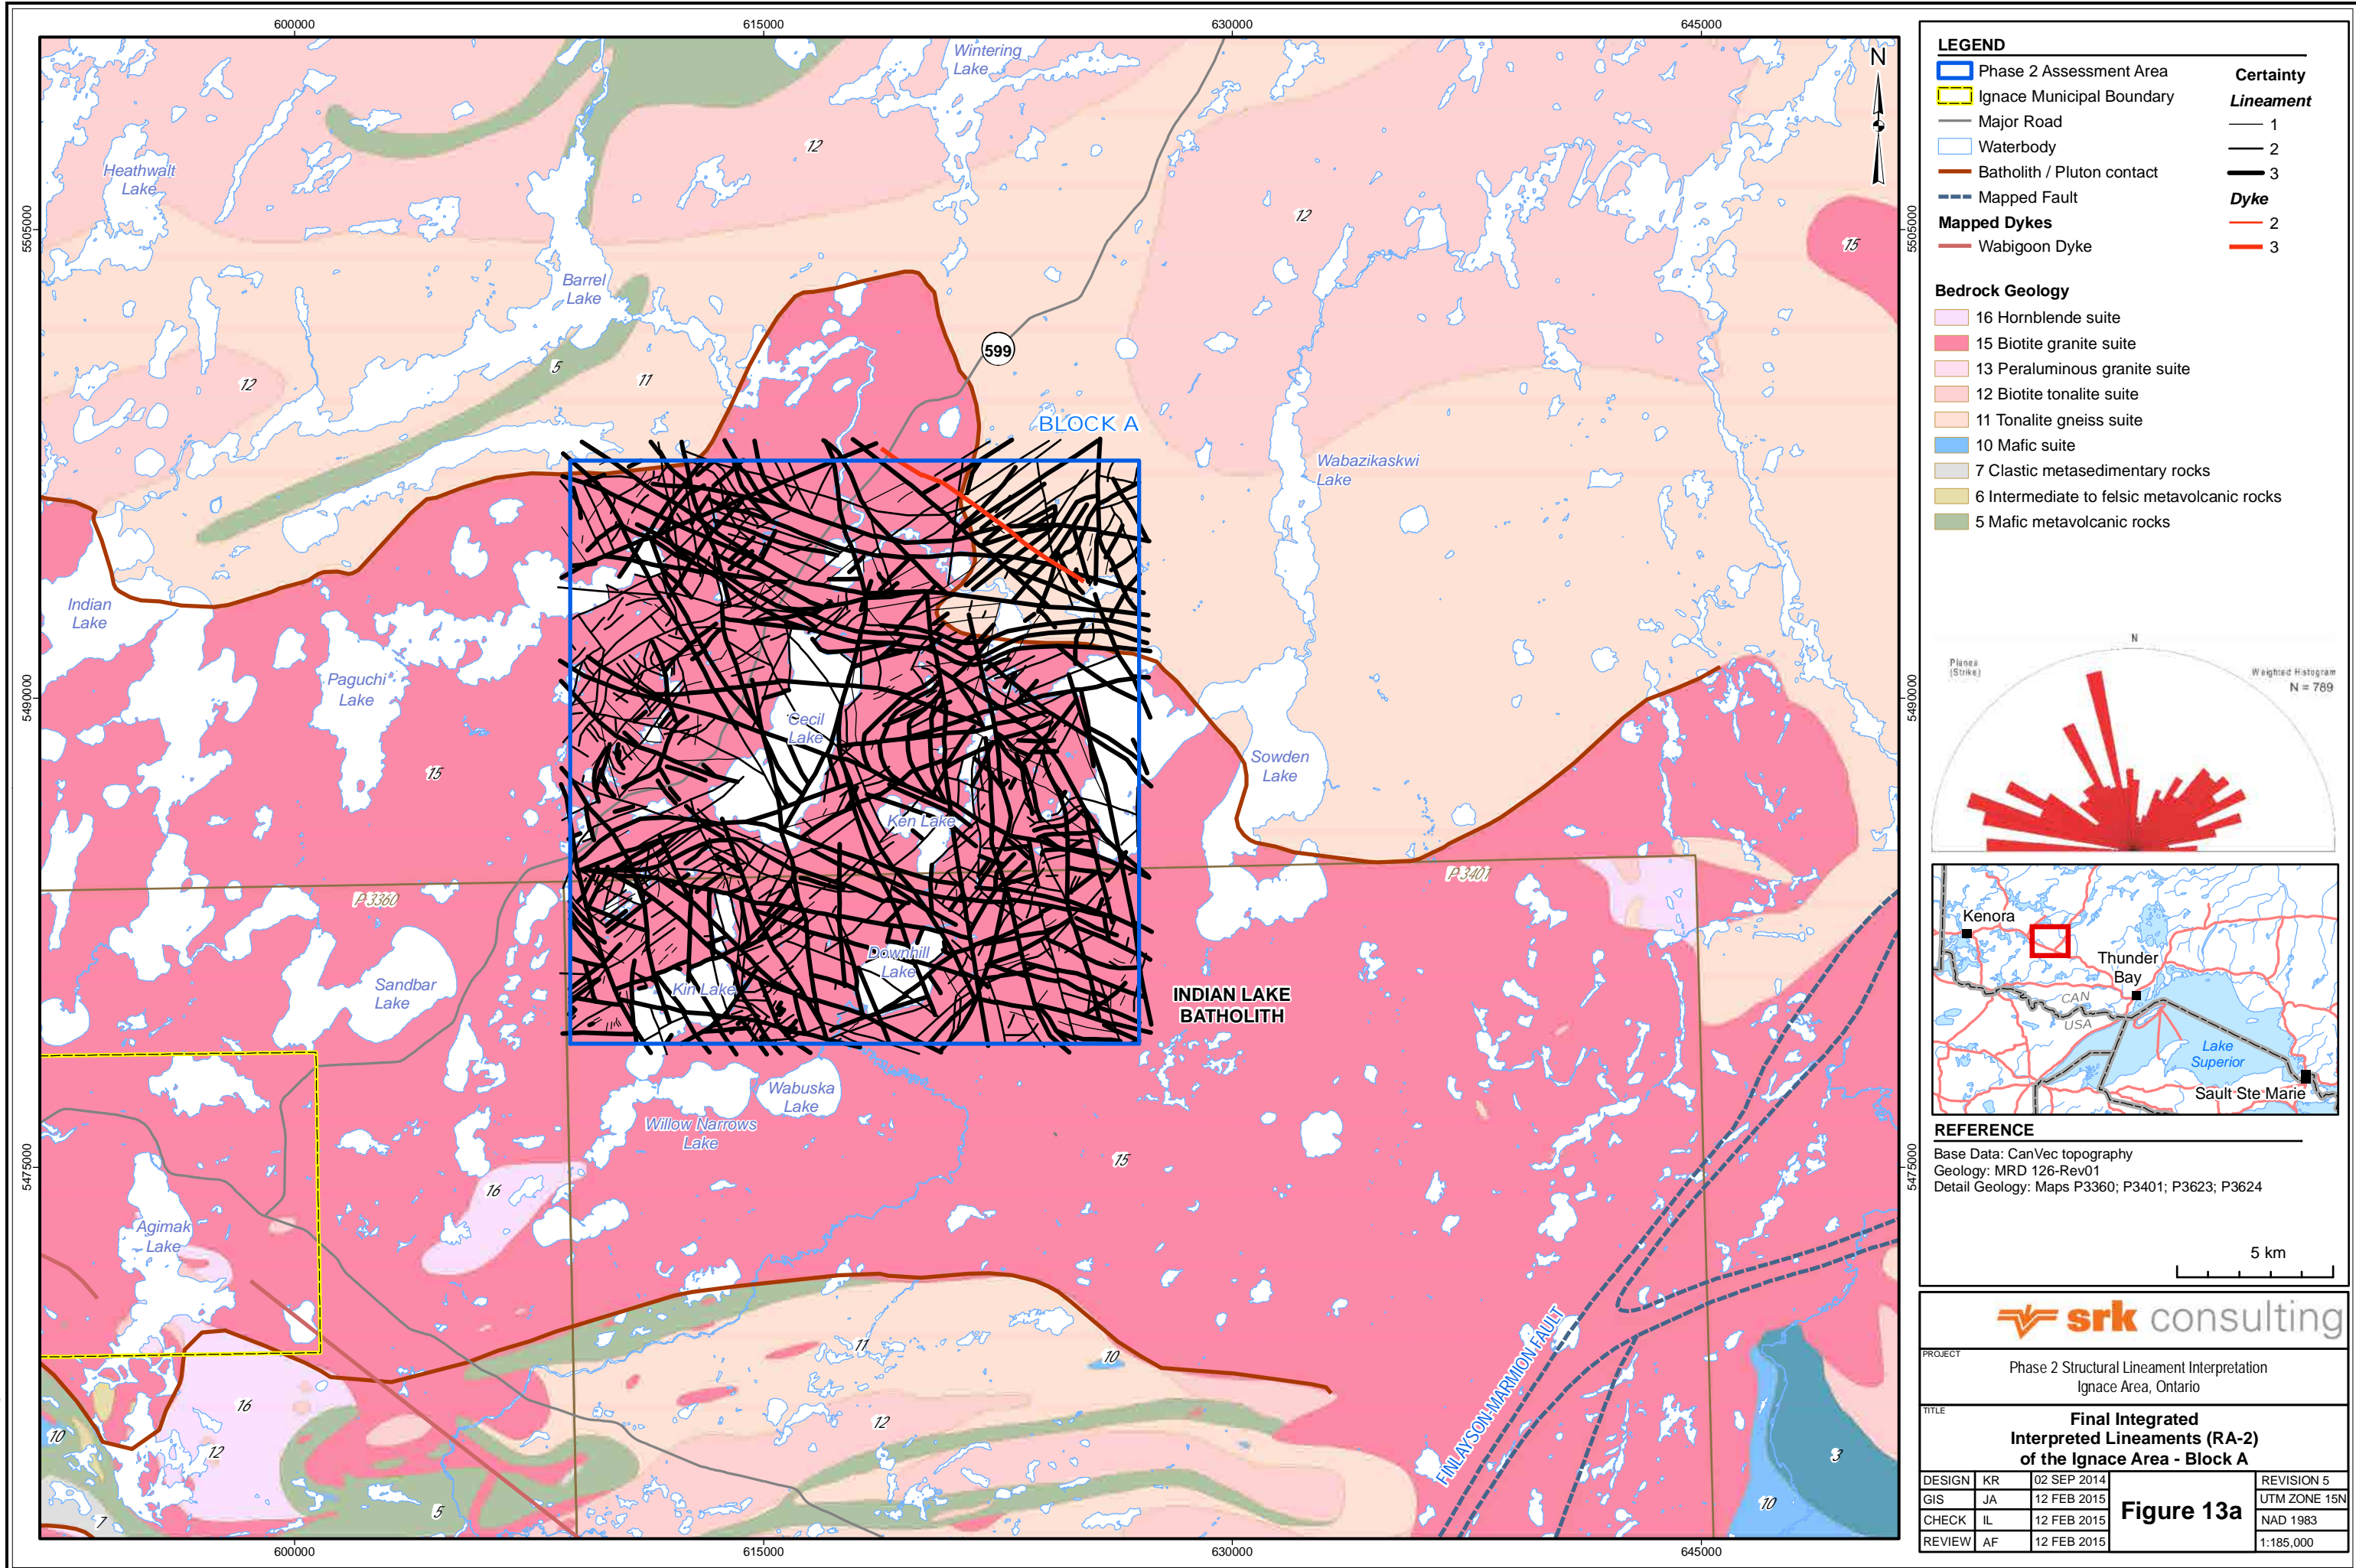 600000
615000
630000
645000
5505000
5490000
5475000
5505000
5490000
5475000
600000
615000
630000
645000
N
Wintering
Lake
Heathwalt
Lake
12
12
15
Barrel
Lake
5
11
12
599
BLOCK A
Wabazikaskwi
Lake
Indian
Lake
Paguchi
Lake
Cecil
Lake
Sowden
Lake
15
Ken Lake
P3360
P3401
Sandbar
Lake
Downhill
Lake
Kin Lake
INDIAN LAKE
BATHOLITH
Wabuska
Lake
Willow Narrows
Lake
15
16
Agimak
Lake
FINLAYSON-MARMION FAULT
11
10
16
12
12
10
5
7
3
10
LEGEND
Phase 2 Assessment Area
Ignace Municipal Boundary
Major Road
Waterbody
Batholith / Pluton contact
Mapped Fault
Mapped Dykes
Wabigoon Dyke
Certainty
Lineament
1
2
3
Dyke
2
3
Bedrock Geology
16 Hornblende suite
15 Biotite granite suite
13 Peraluminous granite suite
12 Biotite tonalite suite
11 Tonalite gneiss suite
10 Mafic suite
7 Clastic metasedimentary rocks
6 Intermediate to felsic metavolcanic rocks
5 Mafic metavolcanic rocks
N
Planes
(Strike)
Weighted Histogram
N = 789
Kenora
Thunder
Bay
CAN
USA
Lake
Superior
Sault Ste Marie
REFERENCE
Base Data: CanVec topography
Geology: MRD 126-Rev01
Detail Geology: Maps P3360; P3401; P3623; P3624
5 km
srk consulting
PROJECT
Phase 2 Structural Lineament Interpretation
Ignace Area, Ontario
TITLE
Final Integrated
Interpreted Lineaments (RA-2)
of the Ignace Area - Block A
DESIGN KR 02 SEP 2014
GIS JA 12 FEB 2015
CHECK IL 12 FEB 2015
REVIEW AF 12 FEB 2015
Figure 13a
REVISION 5
UTM ZONE 15N
NAD 1983
1:185,000